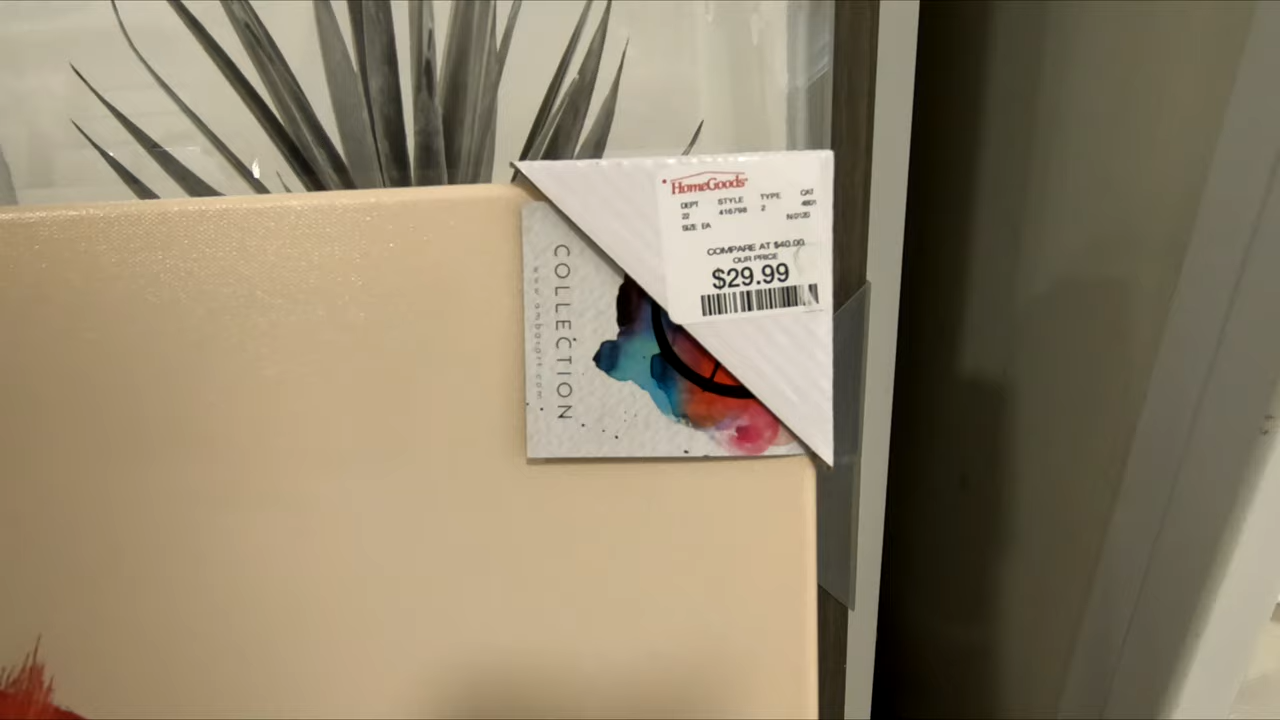 HomeGoods
DEPT STYLE TYPE CAT
22 416798 2 4801
SIZE: EA N/0120
COMPARE AT $40.00
OUR PRICE
$29.99
COLLECTION